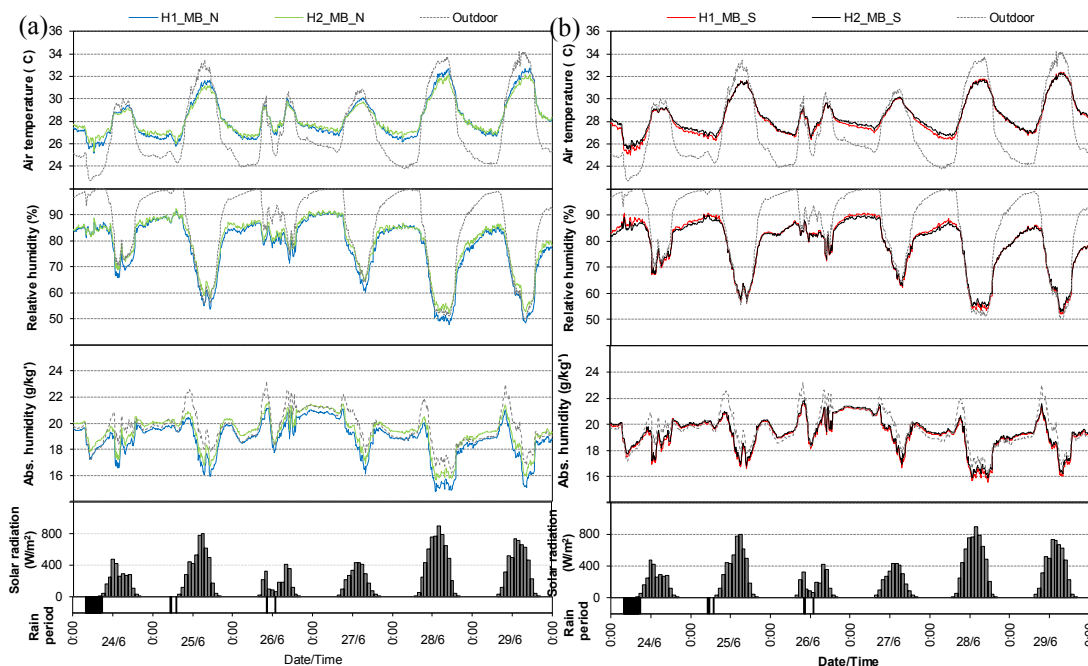 (a)
H1_MB_N
H2_MB_N
Outdoor
Air temperature ( C)
36
34
32
30
28
26
24
Relative humidity (%)
90
80
70
60
50
Abs. humidity (g/kg')
24
22
20
18
16
Solar radiation
(W/m²)
800
400
0
Rain
period
0:00
24/6
0:00
25/6
0:00
26/6
0:00
27/6
0:00
28/6
0:00
29/6
0:00
Date/Time
(b)
H1_MB_S
H2_MB_S
Outdoor
Air temperature ( C)
36
34
32
30
28
26
24
Relative humidity (%)
90
80
70
60
50
Abs. humidity (g/kg')
24
22
20
18
16
Solar radiation
(W/m²)
800
400
0
Rain
period
0:00
24/6
0:00
25/6
0:00
26/6
0:00
27/6
0:00
28/6
0:00
29/6
Date/Time